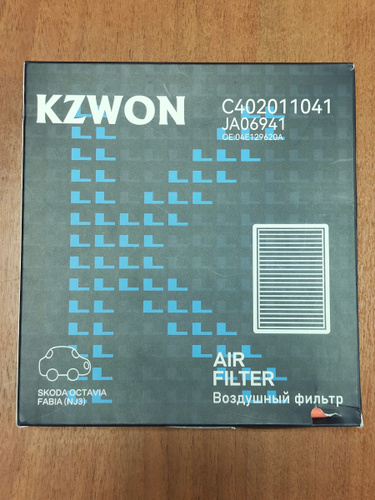 KZWON
C402011041
JA06941
OE:04E129620A
AIR
FILTER
Воздушный фильтр
SKODA OCTAVIA
FABIA (NJ3)